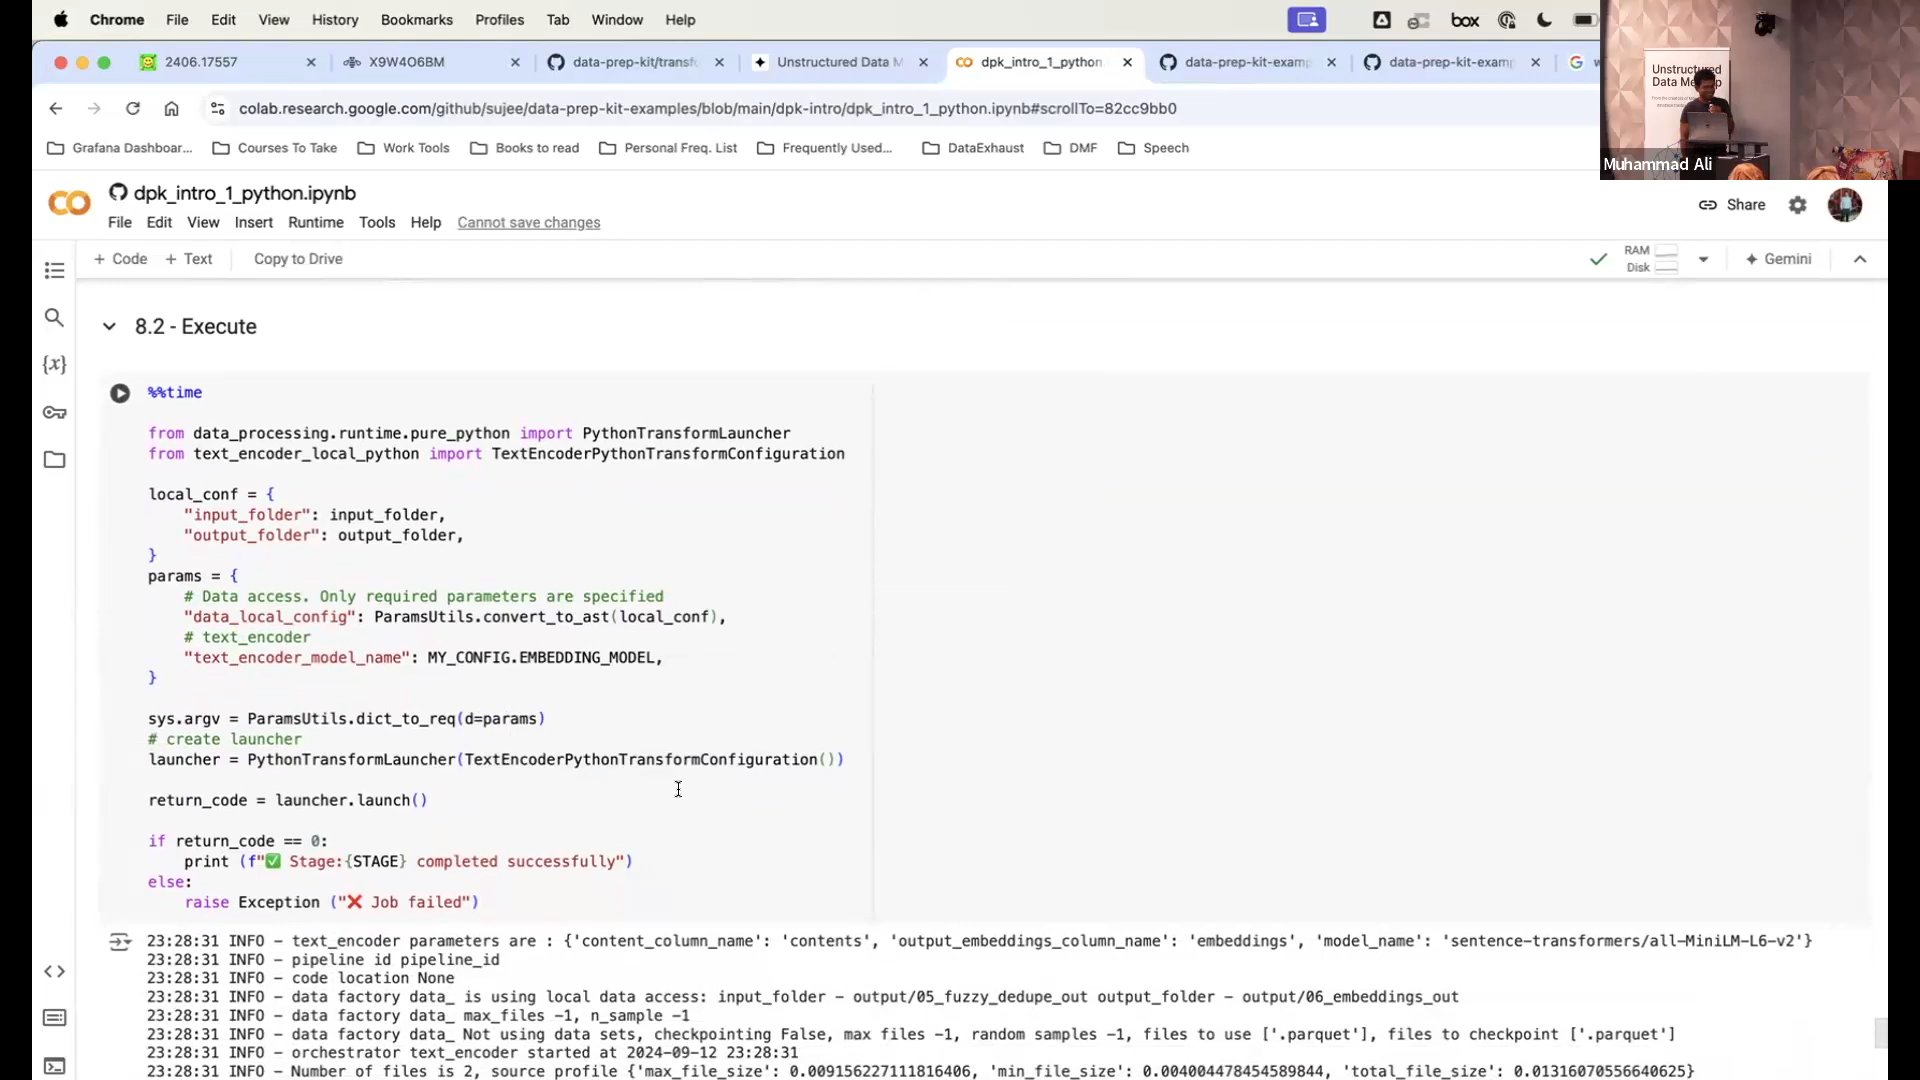 Chrome File Edit View History Bookmarks Profiles Tab Window Help box
2406.17557 X9W4O6BM data-prep-kit/transfo Unstructured Data M dpk_intro_1_python. data-prep-kit-examp data-prep-kit-examp
colab.research.google.com/github/sujee/data-prep-kit-examples/blob/main/dpk-intro/dpk_intro_1_python.ipynb#scrollTo=82cc9bb0
Grafana Dashboar... Courses To Take Work Tools Books to read Personal Freq. List Frequently Used... DataExhaust DMF Speech
Unstructured
Data Meetup
Muhammad Ali
dpk_intro_1_python.ipynb
File Edit View Insert Runtime Tools Help Cannot save changes
Share
+ Code + Text Copy to Drive
RAM
Disk
Gemini
8.2 - Execute
%%time
from data_processing.runtime.pure_python import PythonTransformLauncher
from text_encoder_local_python import TextEncoderPythonTransformConfiguration
local_conf = {
"input_folder": input_folder,
"output_folder": output_folder,
}
params = {
# Data access. Only required parameters are specified
"data_local_config": ParamsUtils.convert_to_ast(local_conf),
# text_encoder
"text_encoder_model_name": MY_CONFIG.EMBEDDING_MODEL,
}
sys.argv = ParamsUtils.dict_to_req(d=params)
# create launcher
launcher = PythonTransformLauncher(TextEncoderPythonTransformConfiguration())
return_code = launcher.launch()
if return_code == 0:
print (f"✅ Stage:{STAGE} completed successfully")
else:
raise Exception ("❌ Job failed")
23:28:31 INFO - text_encoder parameters are : {'content_column_name': 'contents', 'output_embeddings_column_name': 'embeddings', 'model_name': 'sentence-transformers/all-MiniLM-L6-v2'}
23:28:31 INFO - pipeline id pipeline_id
23:28:31 INFO - code location None
23:28:31 INFO - data factory data_ is using local data access: input_folder - output/05_fuzzy_dedupe_out output_folder - output/06_embeddings_out
23:28:31 INFO - data factory data_ max_files -1, n_sample -1
23:28:31 INFO - data factory data_ Not using data sets, checkpointing False, max files -1, random samples -1, files to use ['.parquet'], files to checkpoint ['.parquet']
23:28:31 INFO - orchestrator text_encoder started at 2024-09-12 23:28:31
23:28:31 INFO - Number of files is 2, source profile {'max_file_size': 0.009156227111816406, 'min_file_size': 0.004004478454589844, 'total_file_size': 0.01316070556640625}